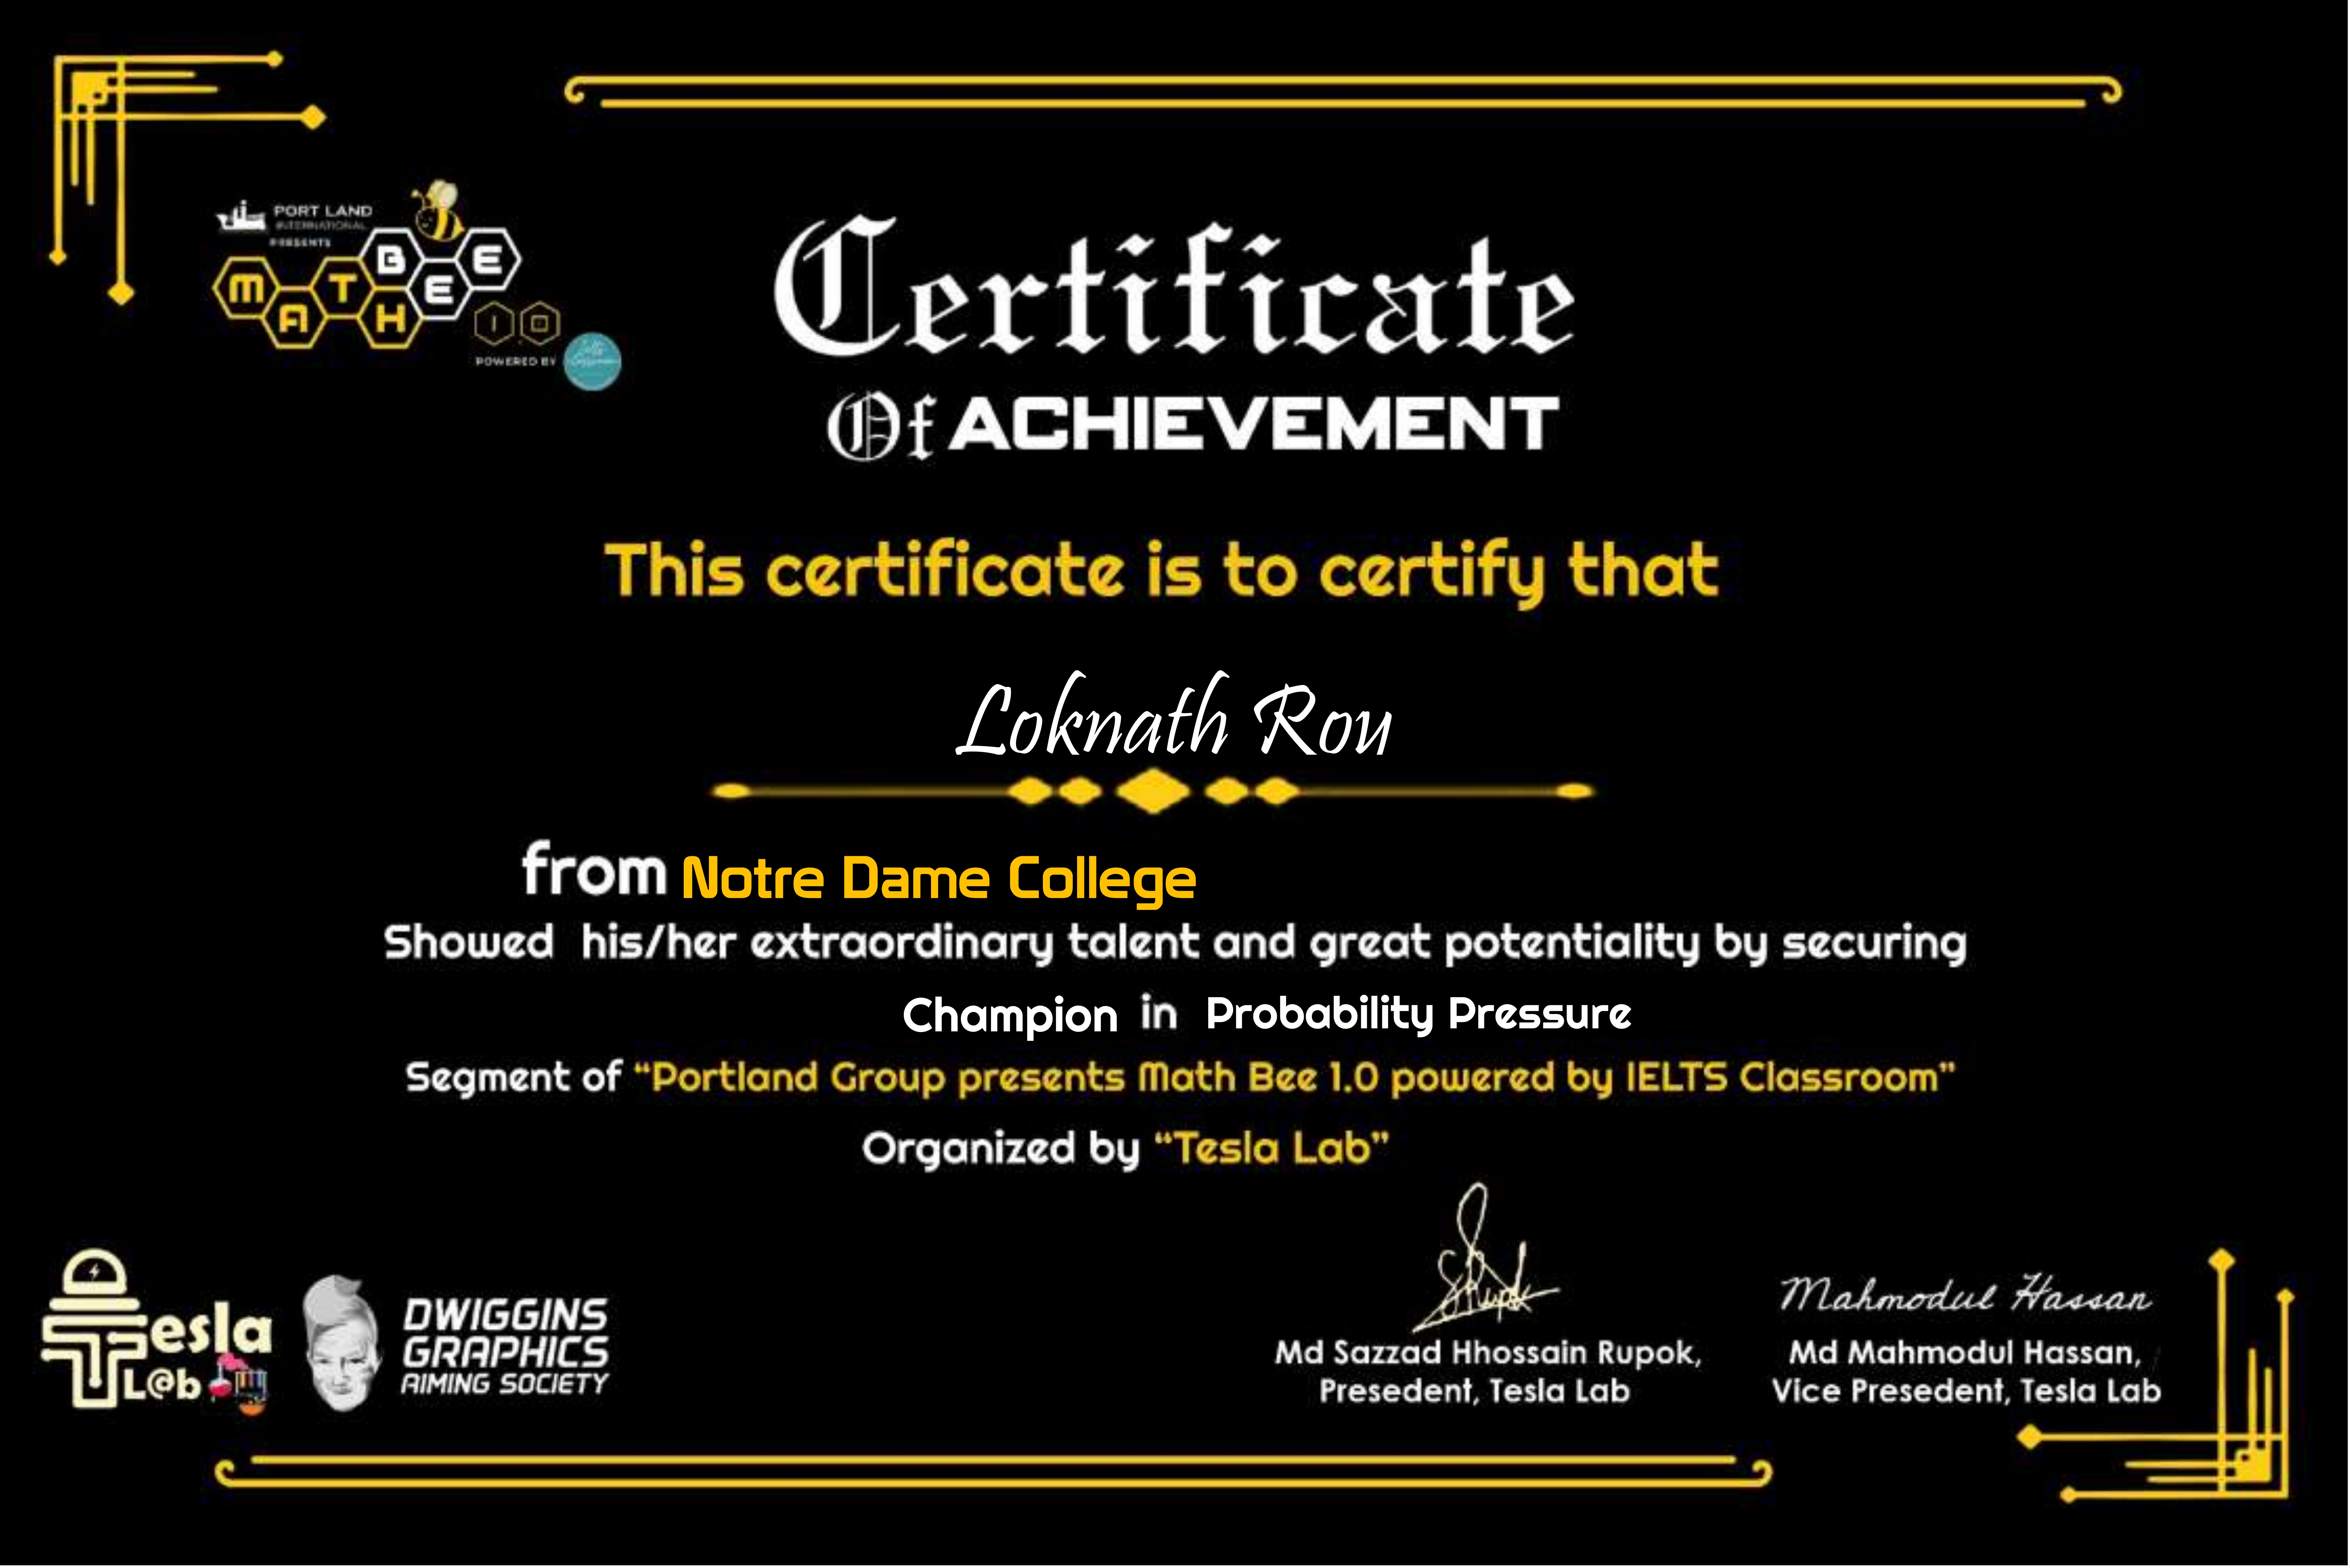 PORT LAND
INTERNATIONAL
PRESENTS
MATH BEE
1.0
POWERED BY
Certificate
Of ACHIEVEMENT
This certificate is to certify that
Loknath Roy
from Notre Dame College
Showed his/her extraordinary talent and great potentiality by securing
Champion in Probability Pressure
Segment of “Portland Group presents Math Bee 1.0 powered by IELTS Classroom”
Organized by “Tesla Lab”
Tesla
L@b
DWIGGINS
GRAPHICS
AIMING SOCIETY
Mahmodul Hassan
Md Sazzad Hhossain Rupok,
Presedent, Tesla Lab
Md Mahmodul Hassan,
Vice Presedent, Tesla Lab